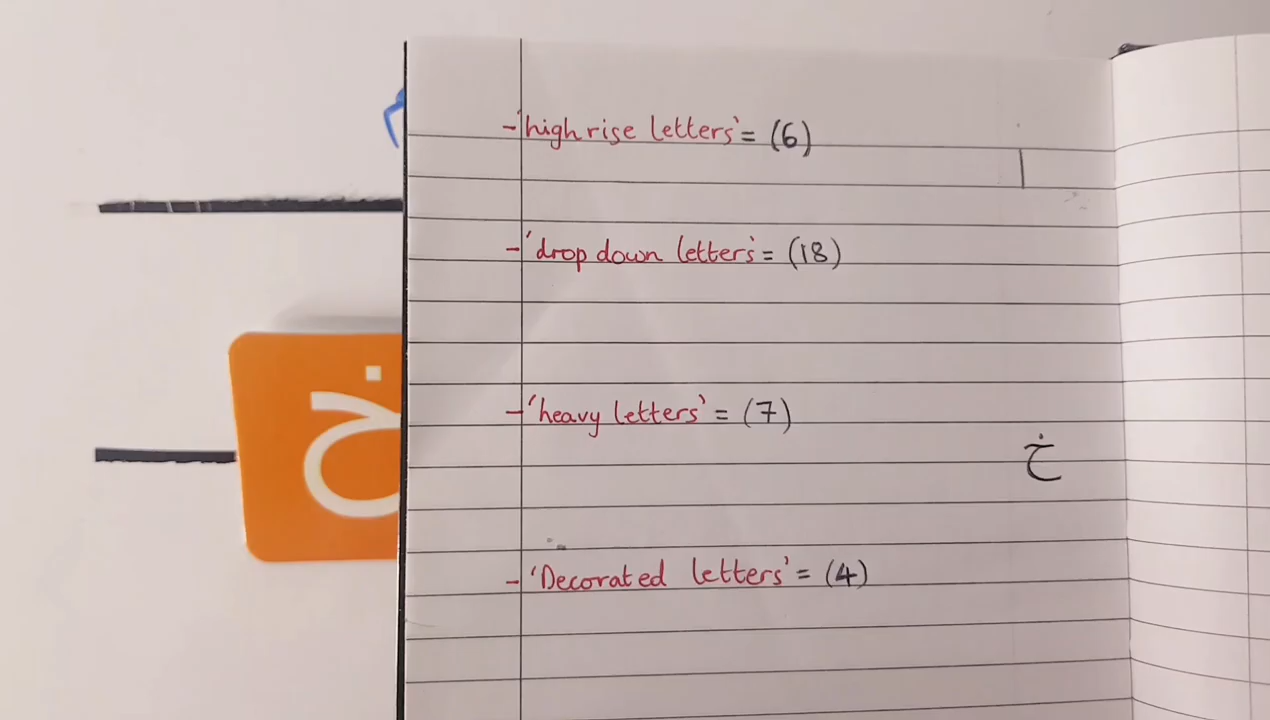 - 'high rise letters' = (6)
ا
- 'drop down letters' = (18)
- 'heavy letters' = (7)
خ
- 'Decorated letters' = (4)